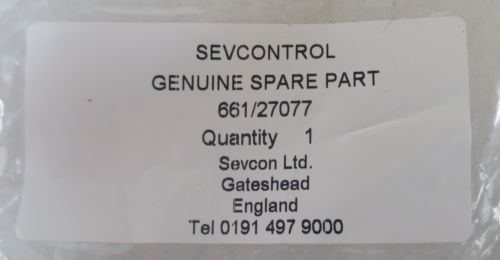 SEVCONTROL
GENUINE SPARE PART
661/27077
Quantity 1
Sevcon Ltd.
Gateshead
England
Tel 0191 497 9000